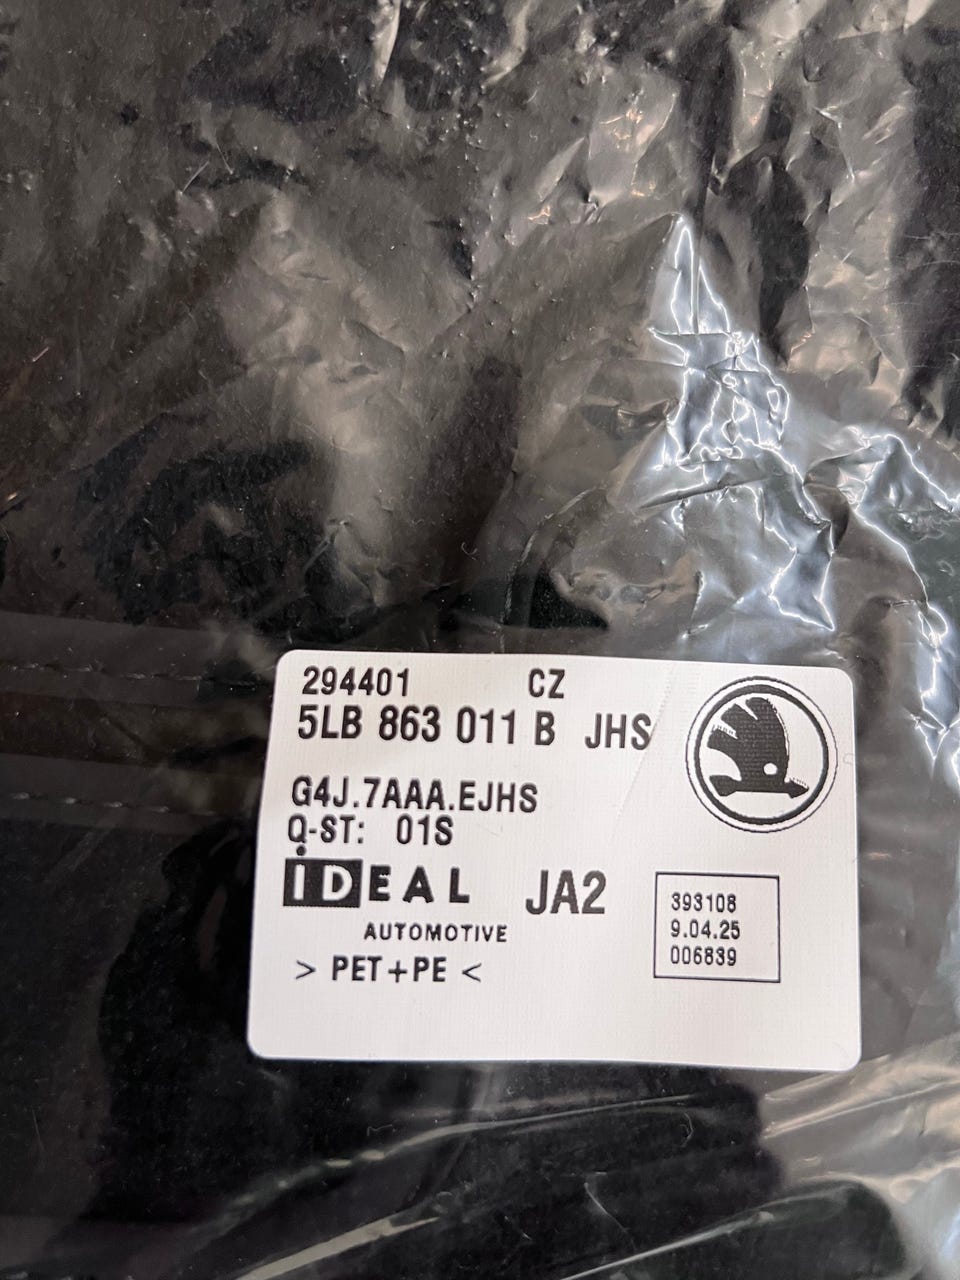 294401 CZ
5LB 863 011 B JHS
G4J.7AAA.EJHS
Q-ST: 01S
IDEAL JA2
AUTOMOTIVE
> PET+PE <
393108
9.04.25
006839